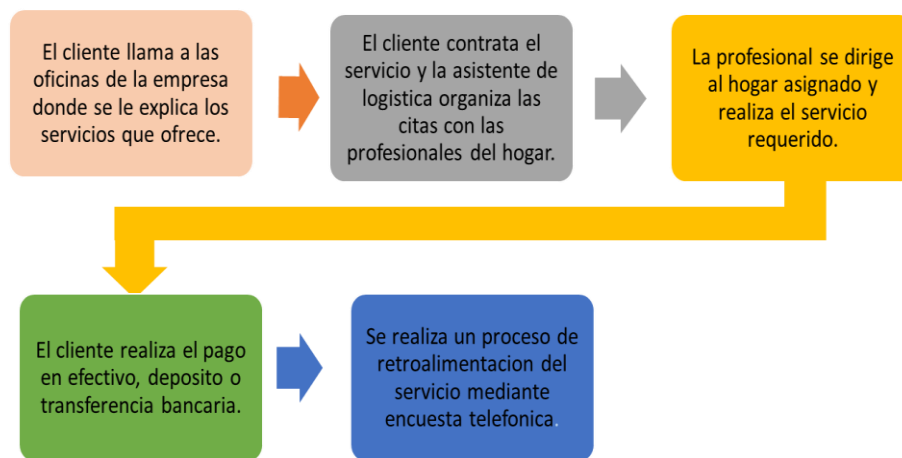 El cliente llama a las
oficinas de la empresa
donde se le explica los
servicios que ofrece.
El cliente contrata el
servicio y la asistente de
logistica organiza las
citas con las
profesionales del hogar.
La profesional se dirige
al hogar asignado y
realiza el servicio
requerido.
El cliente realiza el pago
en efectivo, deposito o
transferencia bancaria.
Se realiza un proceso de
retroalimentacion del
servicio mediante
encuesta telefonica.